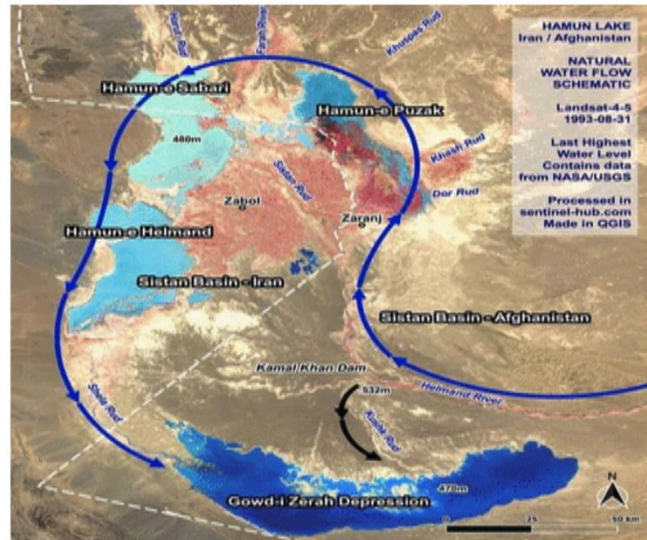 HAMUN LAKE
Iran / Afghanistan
NATURAL
WATER FLOW
SCHEMATIC
Landsat-4-5
1993-08-31
Last Highest
Water Level
Contains data
from NASA/USGS
Processed in
sentinel-hub.com
Made in QGIS
Harut Rud
Farah River
Khuspas Rud
Hamun-e Sabari
Hamun-e Puzak
480m
Khash Rud
Sistan Rud
Dor Rud
Zabol
Zaranj
Hamun-e Helmand
Sistan Basin - Iran
Sistan Basin - Afghanistan
Kamal Khan Dam
532m
Helmand River
Shela Rud
Gowd-i Zerah Depression
470m
N
0 25 50 km